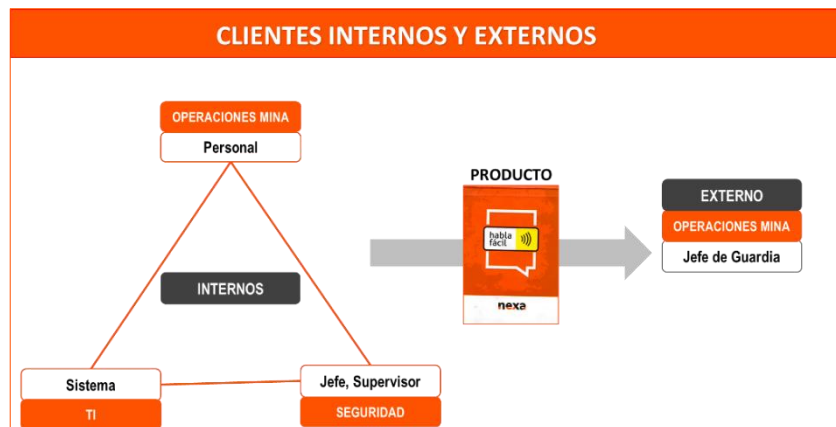 CLIENTES INTERNOS Y EXTERNOS
OPERACIONES MINA
Personal
INTERNOS
Sistema
TI
Jefe, Supervisor
SEGURIDAD
PRODUCTO
habla
fácil
nexa
EXTERNO
OPERACIONES MINA
Jefe de Guardia